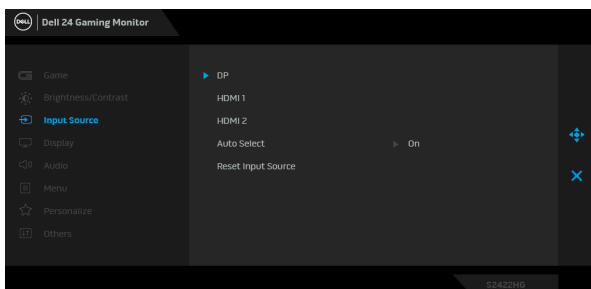 DELL
Dell 24 Gaming Monitor
Game
Brightness/Contrast
Input Source
Display
Audio
Menu
Personalize
Others
DP
HDMI 1
HDMI 2
Auto Select On
Reset Input Source
S2422HG